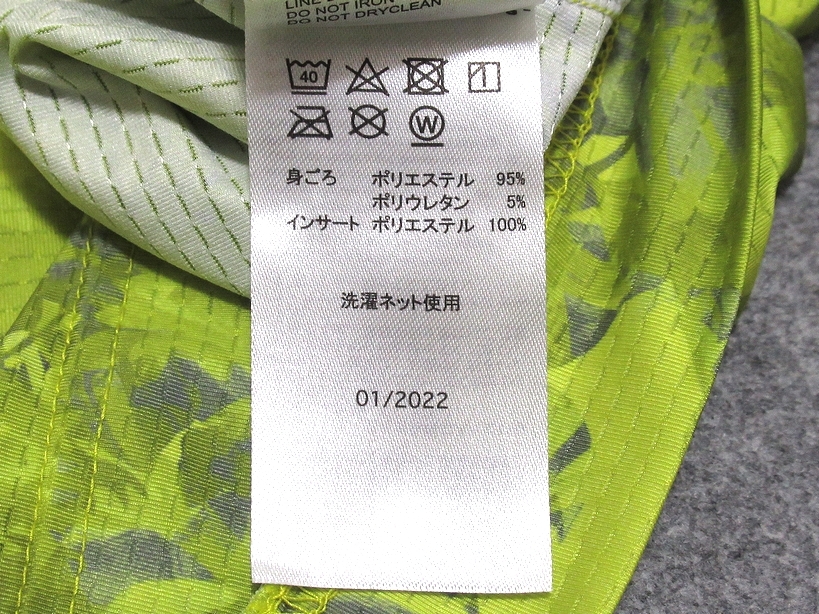 DO NOT IRON
DO NOT DRYCLEAN
40
W
身ごろ ポリエステル 95%
ポリウレタン 5%
インサート ポリエステル 100%
洗濯ネット使用
01/2022